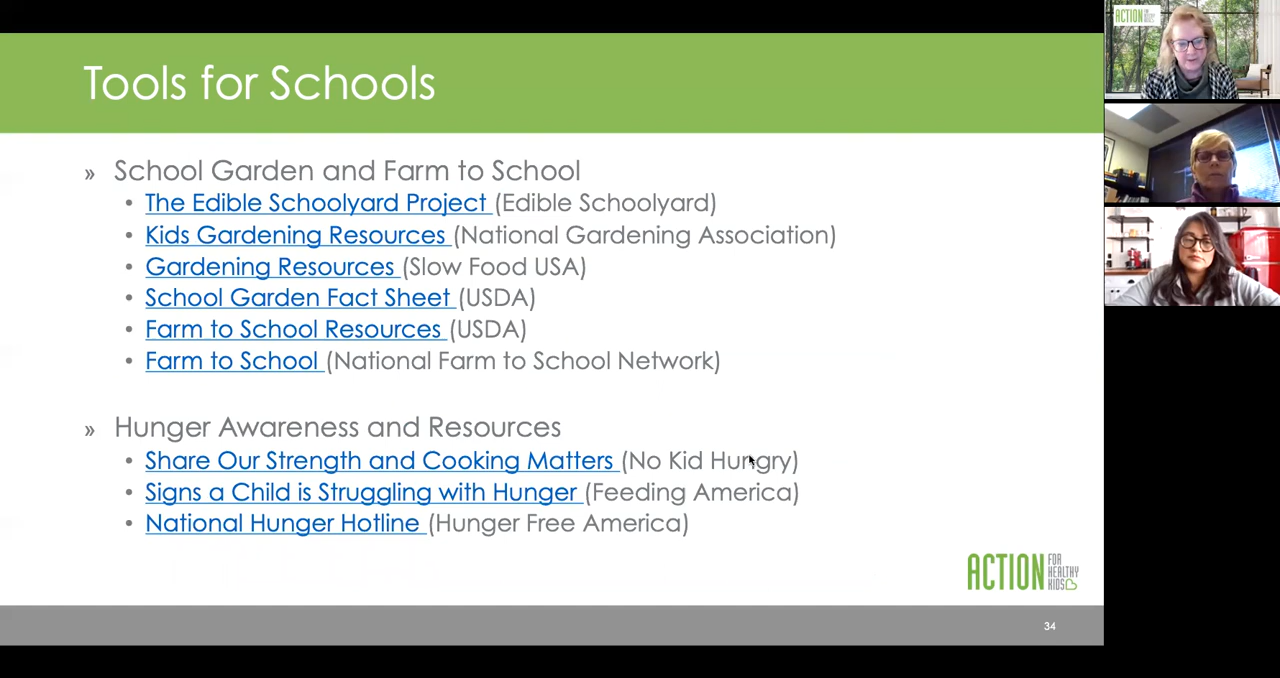 Tools for Schools
» School Garden and Farm to School
• The Edible Schoolyard Project (Edible Schoolyard)
• Kids Gardening Resources (National Gardening Association)
• Gardening Resources (Slow Food USA)
• School Garden Fact Sheet (USDA)
• Farm to School Resources (USDA)
• Farm to School (National Farm to School Network)
» Hunger Awareness and Resources
• Share Our Strength and Cooking Matters (No Kid Hungry)
• Signs a Child is Struggling with Hunger (Feeding America)
• National Hunger Hotline (Hunger Free America)
ACTION FOR HEALTHY KIDS
34
ACTION